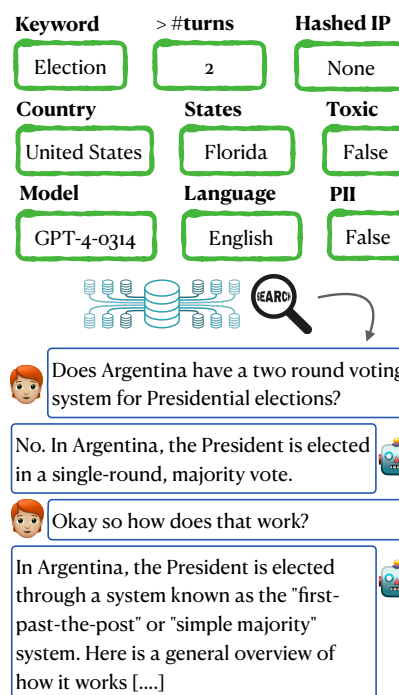 Keyword > #turns Hashed IP
Election 2 None
Country States Toxic
United States Florida False
Model Language PII
GPT-4-0314 English False
SEARCH
Does Argentina have a two round voting
system for Presidential elections?
No. In Argentina, the President is elected
in a single-round, majority vote.
Okay so how does that work?
In Argentina, the President is elected
through a system known as the "first-
past-the-post" or "simple majority"
system. Here is a general overview of
how it works [....]